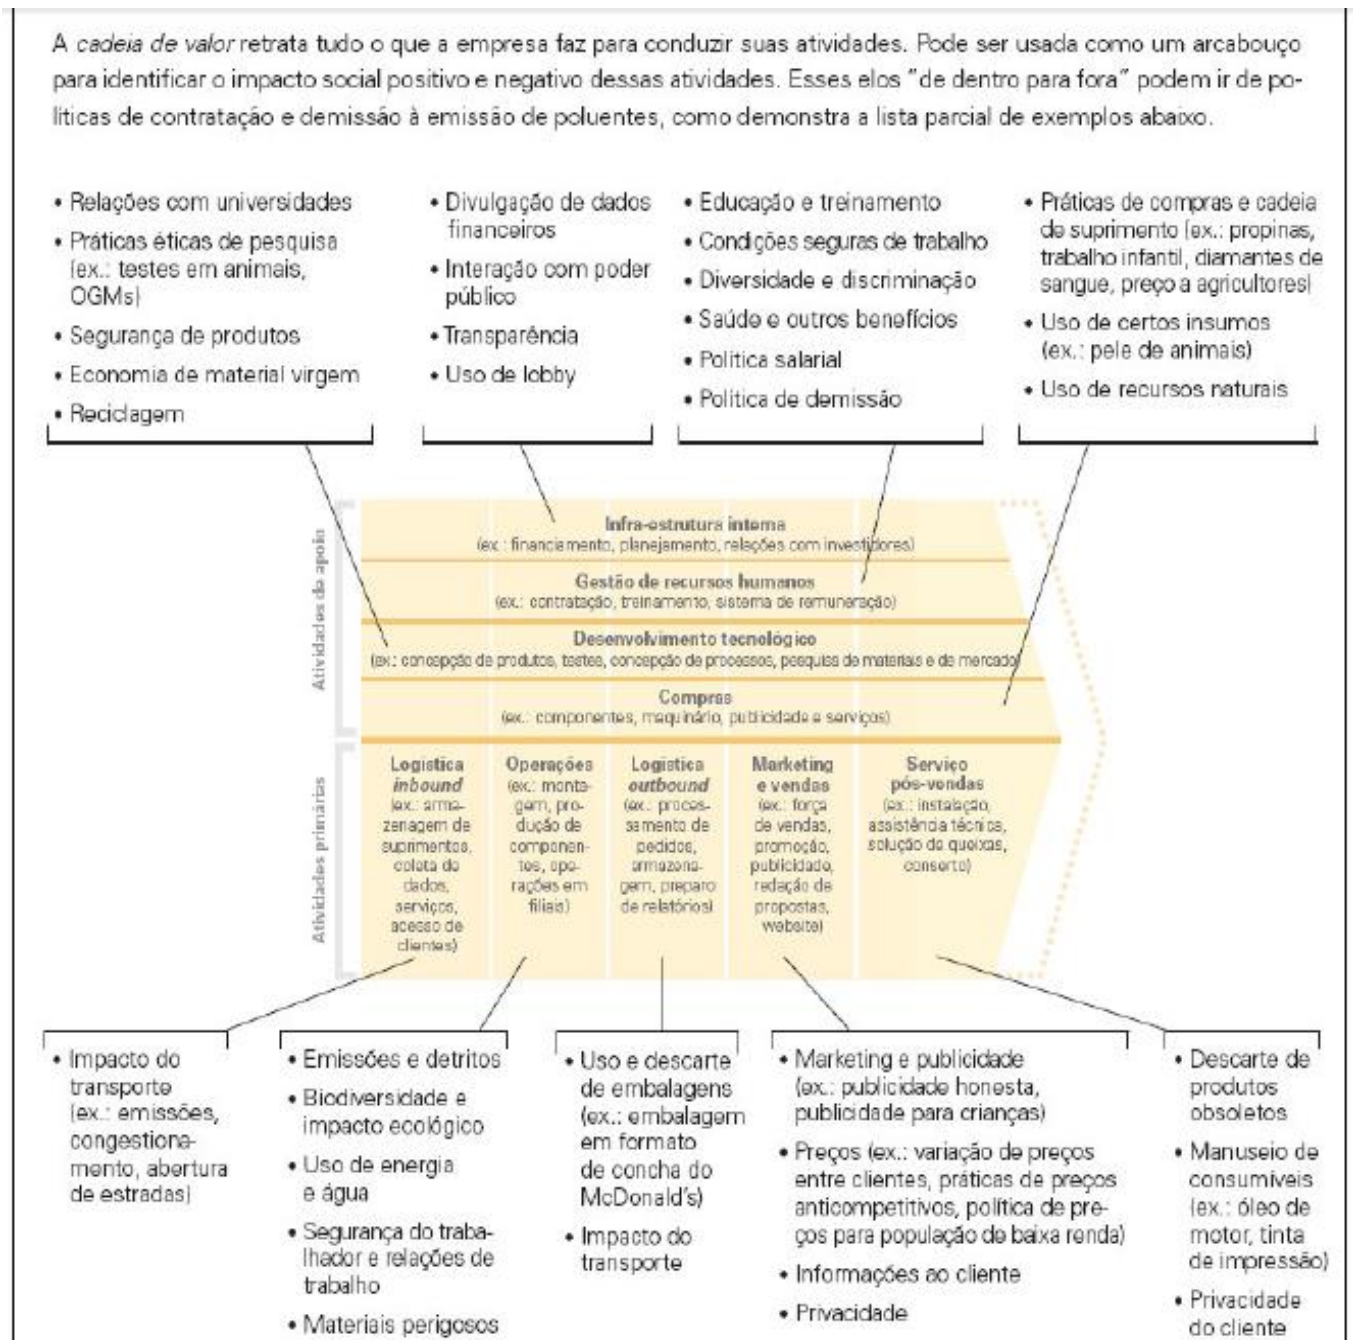 A cadeia de valor retrata tudo o que a empresa faz para conduzir suas atividades. Pode ser usada como um arcabouço
para identificar o impacto social positivo e negativo dessas atividades. Esses elos “de dentro para fora” podem ir de po-
líticas de contratação e demissão à emissão de poluentes, como demonstra a lista parcial de exemplos abaixo.
• Relações com universidades
• Práticas éticas de pesquisa
(ex.: testes em animais,
OGMs)
• Segurança de produtos
• Economia de material virgem
• Reciclagem
• Divulgação de dados
financeiros
• Interação com poder
público
• Transparência
• Uso de lobby
• Educação e treinamento
• Condições seguras de trabalho
• Diversidade e discriminação
• Saúde e outros benefícios
• Política salarial
• Política de demissão
• Práticas de compras e cadeia
de suprimento (ex.: propinas,
trabalho infantil, diamantes de
sangue, preço a agricultores)
• Uso de certos insumos
(ex.: pele de animais)
• Uso de recursos naturais
Atividades de apoio
Infra-estrutura interna
(ex.: financiamento, planejamento, relações com investidores)
Gestão de recursos humanos
(ex.: contratação, treinamento, sistema de remuneração)
Desenvolvimento tecnológico
(ex.: concepção de produtos, testes, concepção de processos, pesquisa de materiais e de mercado)
Compras
(ex.: componentes, maquinário, publicidade e serviços)
Atividades primárias
Logística
inbound
(ex.: arma-
zenagem de
suprimentos,
coleta de
dados,
serviços,
acesso de
clientes)
Operações
(ex.: monta-
gem, pro-
dução de
componen-
tes, ope-
rações em
filiais)
Logística
outbound
(ex.: proces-
samento de
pedidos,
armazena-
gem, preparo
de relatórios)
Marketing
e vendas
(ex.: força
de vendas,
promoção,
publicidade,
redação de
propostas,
website)
Serviço
pós-vendas
(ex.: instalação,
assistência técnica,
solução de queixas,
conserto)
• Impacto do
transporte
(ex.: emissões,
congestiona-
mento, abertura
de estradas)
• Emissões e detritos
• Biodiversidade e
impacto ecológico
• Uso de energia
e água
• Segurança do traba-
lhador e relações de
trabalho
• Materiais perigosos
• Uso e descarte
de embalagens
(ex.: embalagem
em formato
de concha do
McDonald’s)
• Impacto do
transporte
• Marketing e publicidade
(ex.: publicidade honesta,
publicidade para crianças)
• Preços (ex.: variação de preços
entre clientes, práticas de preços
anticompetitivos, política de pre-
ços para população de baixa renda)
• Informações ao cliente
• Privacidade
• Descarte de
produtos
obsoletos
• Manuseio de
consumíveis
(ex.: óleo de
motor, tinta
de impressão)
• Privacidade
do cliente